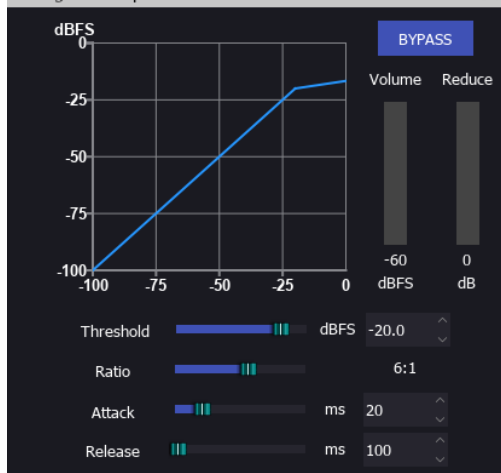 dBFS
BYPASS
0
Volume Reduce
-25
-50
-75
-100
-100 -75 -50 -25 0
-60 0
dBFS dB
Threshold dBFS -20.0
Ratio 6:1
Attack ms 20
Release ms 100